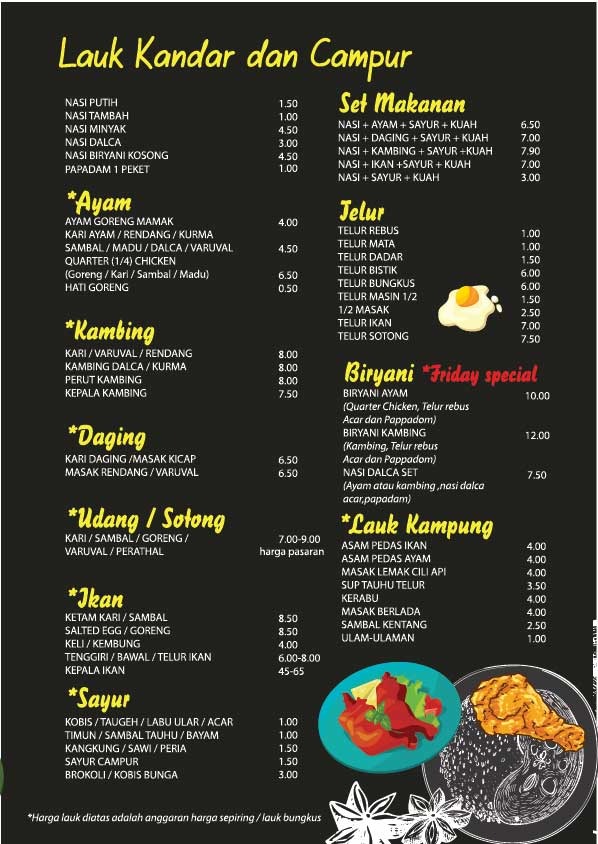 Lauk Kandar dan Campur
NASI PUTIH 1.50
NASI TAMBAH 1.00
NASI MINYAK 4.50
NASI DALCA 3.00
NASI BIRYANI KOSONG 4.50
PAPADAM 1 PEKET 1.00
*Ayam
AYAM GORENG MAMAK 4.00
KARI AYAM / RENDANG / KURMA
SAMBAL / MADU / DALCA / VARUVAL 4.50
QUARTER (1/4) CHICKEN
(Goreng / Kari / Sambal / Madu) 6.50
HATI GORENG 0.50
*Kambing
KARI / VARUVAL / RENDANG 8.00
KAMBING DALCA / KURMA 8.00
PERUT KAMBING 8.00
KEPALA KAMBING 7.50
*Daging
KARI DAGING /MASAK KICAP 6.50
MASAK RENDANG / VARUVAL 6.50
*Udang / Sotong
KARI / SAMBAL / GORENG / 7.00-9.00
VARUVAL / PERATHAL harga pasaran
*Ikan
KETAM KARI / SAMBAL 8.50
SALTED EGG / GORENG 8.50
KELI / KEMBUNG 4.00
TENGGIRI / BAWAL / TELUR IKAN 6.00-8.00
KEPALA IKAN 45-65
*Sayur
KOBIS / TAUGEH / LABU ULAR / ACAR 1.00
TIMUN / SAMBAL TAUHU / BAYAM 1.00
KANGKUNG / SAWI / PERIA 1.50
SAYUR CAMPUR 1.50
BROKOLI / KOBIS BUNGA 3.00
Set Makanan
NASI + AYAM + SAYUR + KUAH 6.50
NASI + DAGING + SAYUR + KUAH 7.00
NASI + KAMBING + SAYUR +KUAH 7.90
NASI + IKAN +SAYUR + KUAH 7.00
NASI + SAYUR + KUAH 3.00
Telur
TELUR REBUS 1.00
TELUR MATA 1.00
TELUR DADAR 1.50
TELUR BISTIK 6.00
TELUR BUNGKUS 6.00
TELUR MASIN 1/2 1.50
1/2 MASAK 2.50
TELUR IKAN 7.00
TELUR SOTONG 7.50
Biryani *Friday special
BIRYANI AYAM 10.00
(Quarter Chicken, Telur rebus
Acar dan Pappadom)
BIRYANI KAMBING 12.00
(Kambing, Telur rebus
Acar dan Pappadom)
NASI DALCA SET 7.50
(Ayam atau kambing ,nasi dalca
acar,papadam)
*Lauk Kampung
ASAM PEDAS IKAN 4.00
ASAM PEDAS AYAM 4.00
MASAK LEMAK CILI API 4.00
SUP TAUHU TELUR 3.50
KERABU 4.00
MASAK BERLADA 4.00
SAMBAL KENTANG 2.50
ULAM-ULAMAN 1.00
*Harga lauk diatas adalah anggaran harga sepiring / lauk bungkus